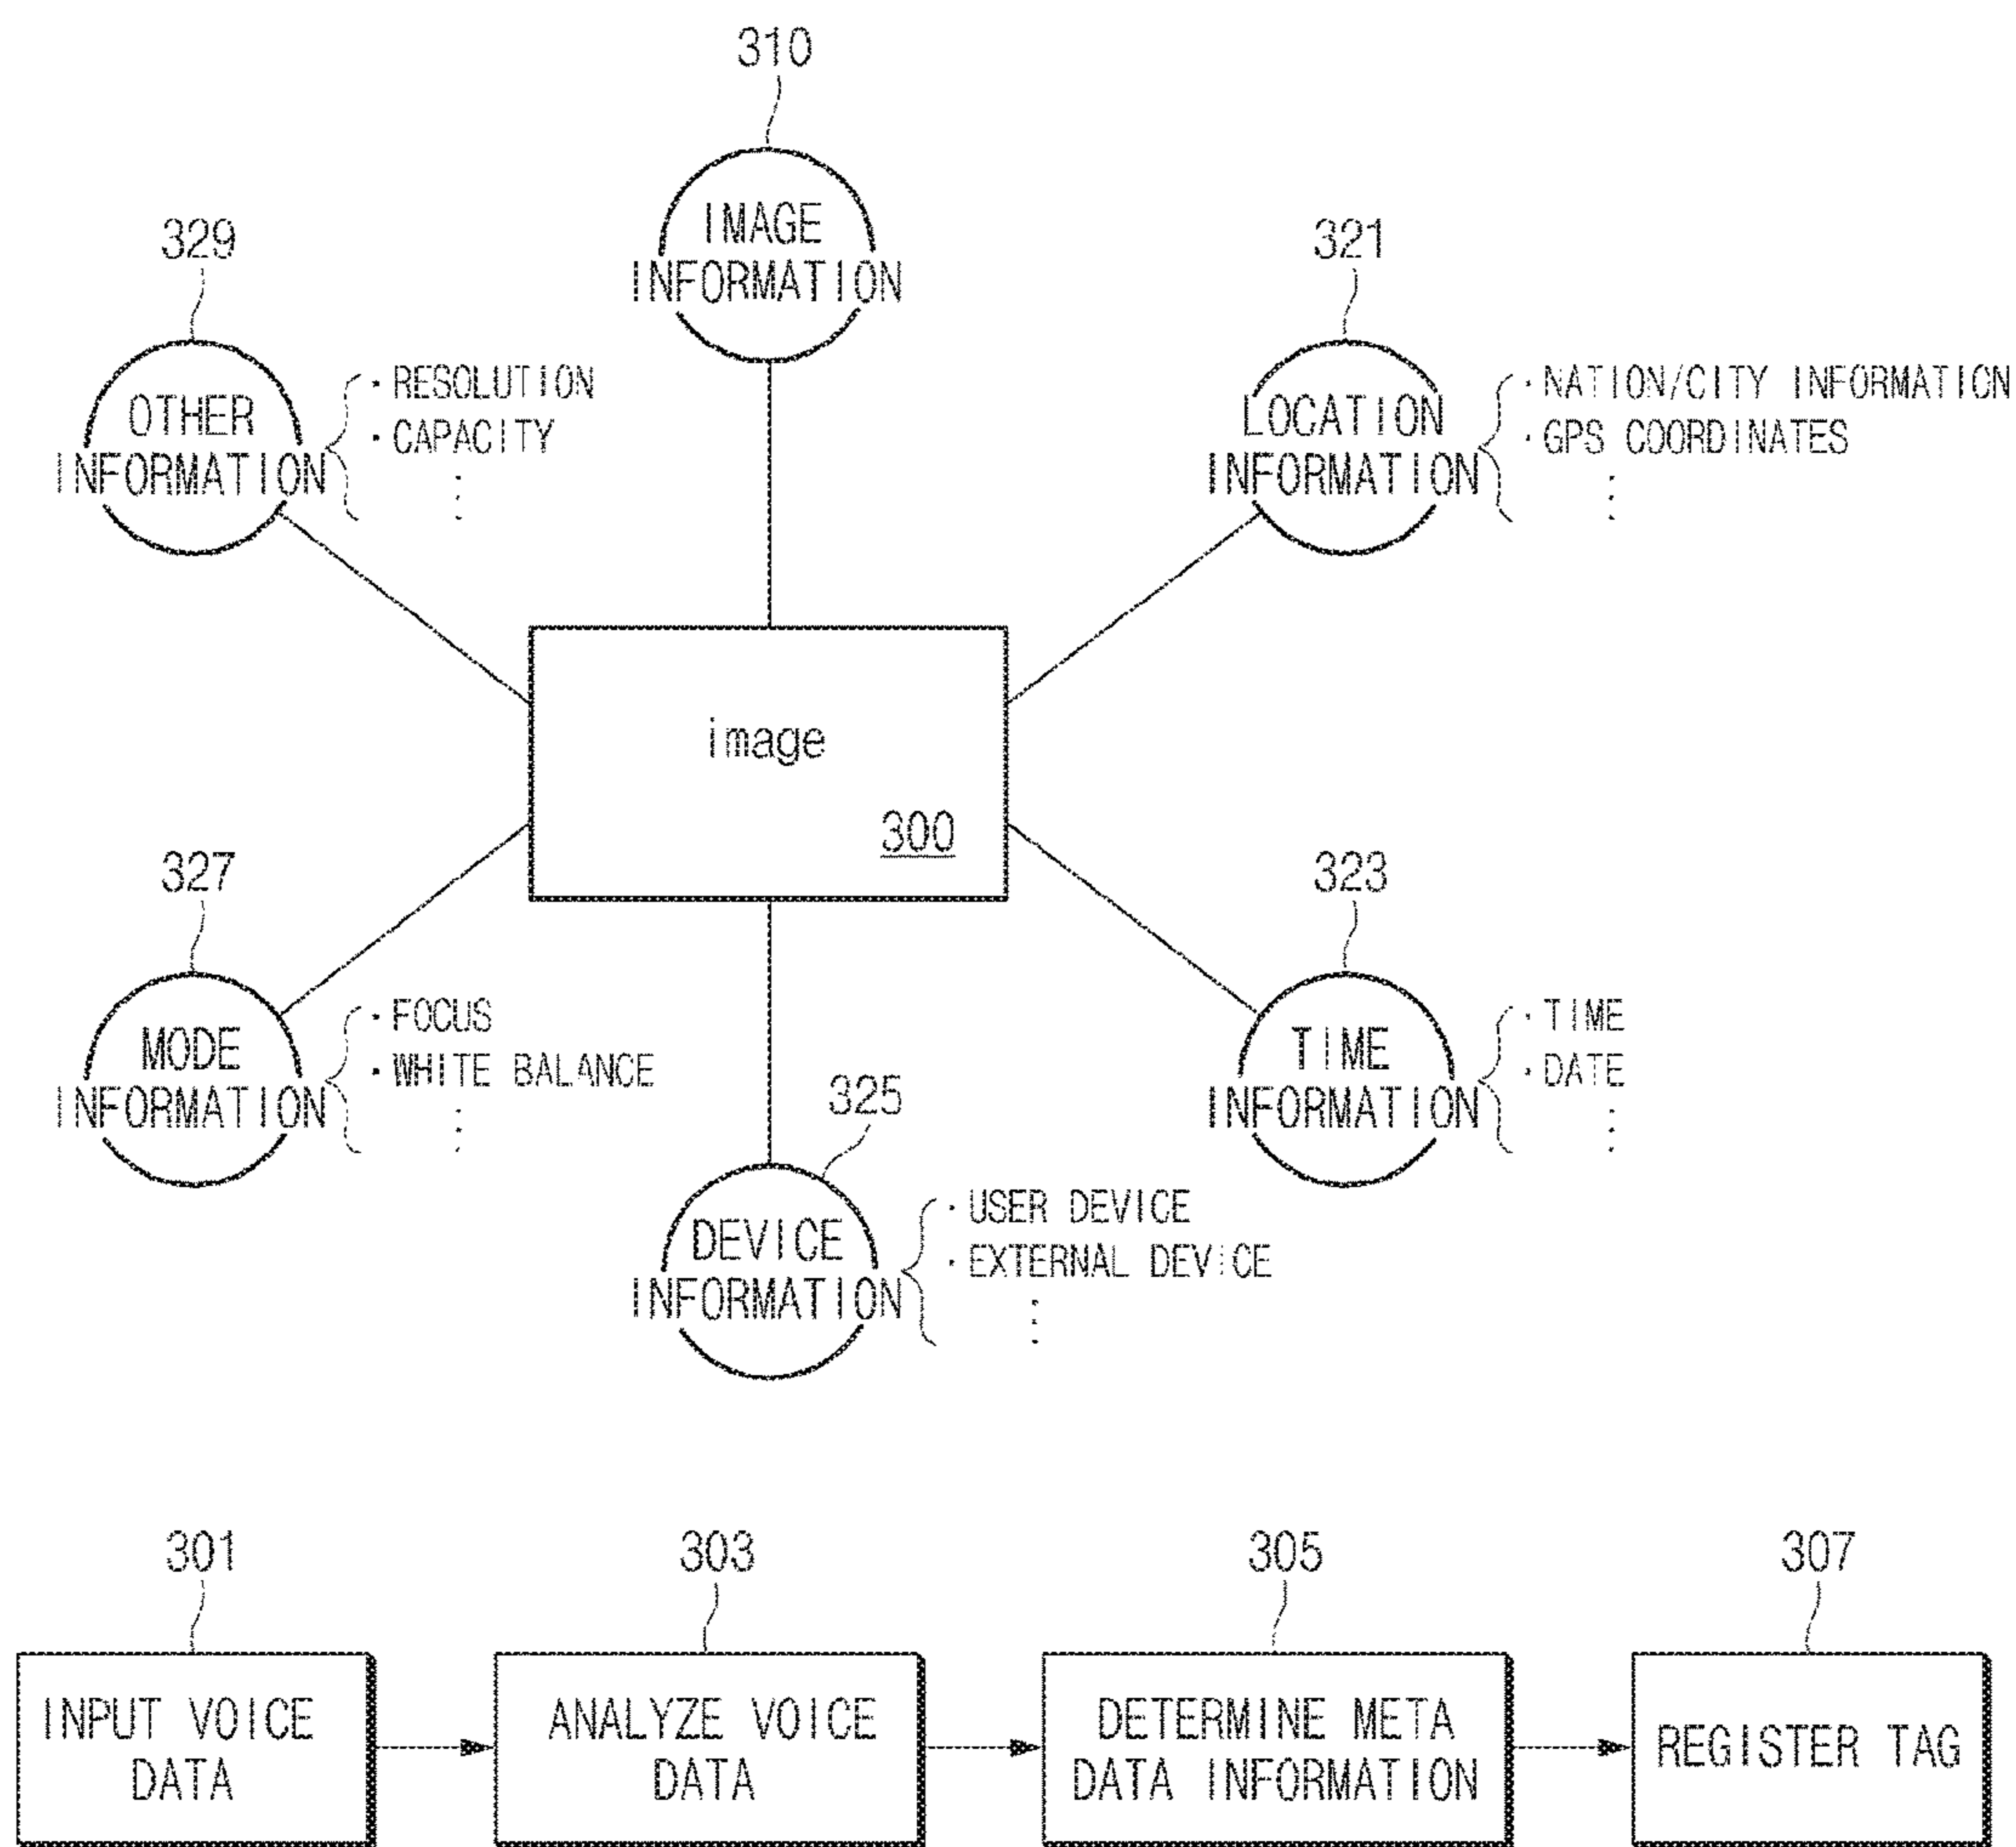 310
IMAGE
INFORMATION
329
OTHER
INFORMATION
· RESOLUTION
· CAPACITY
321
LOCATION
INFORMATION
· NATION/CITY INFORMATION
· GPS COORDINATES
image
300
327
MODE
INFORMATION
· FOCUS
· WHITE BALANCE
323
TIME
INFORMATION
· TIME
· DATE
325
DEVICE
INFORMATION
· USER DEVICE
· EXTERNAL DEVICE
301
INPUT VOICE
DATA
303
ANALYZE VOICE
DATA
305
DETERMINE META
DATA INFORMATION
307
REGISTER TAG